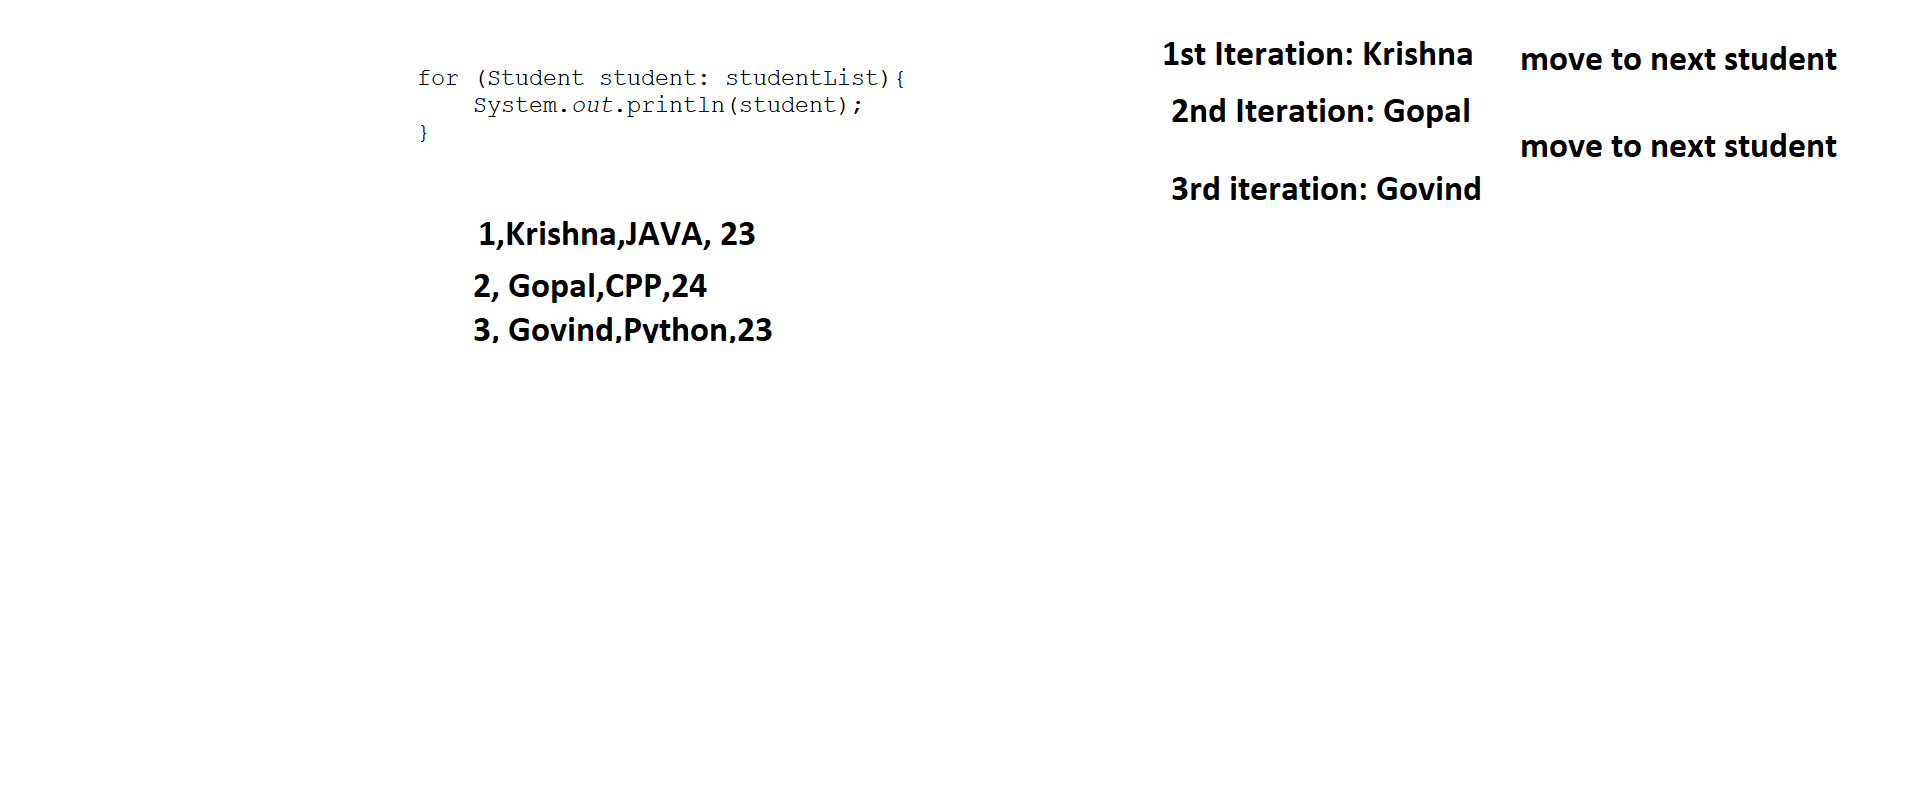 for (Student student: studentList){
System.out.println(student);
}
1,Krishna,JAVA, 23
2, Gopal,CPP,24
3, Govind,Python,23
1st Iteration: Krishna
move to next student
2nd Iteration: Gopal
move to next student
3rd iteration: Govind